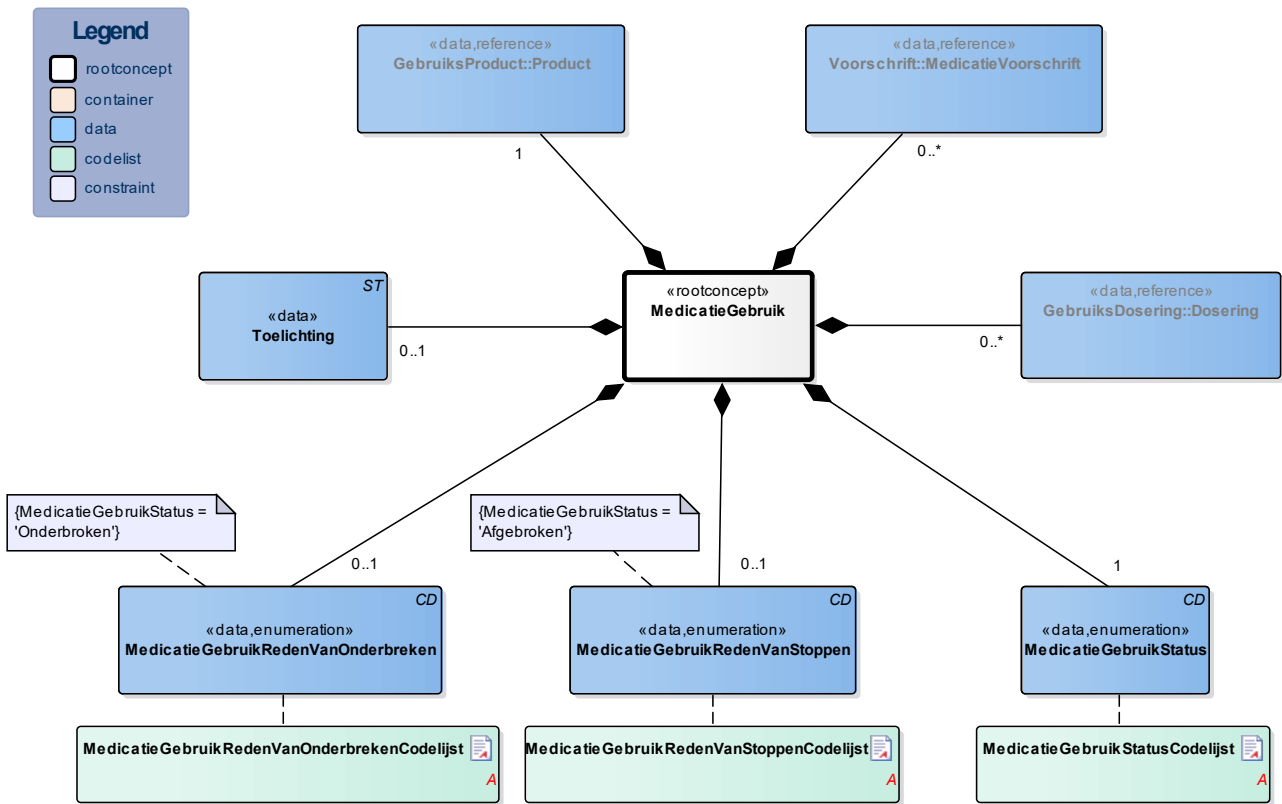 Legend
rootconcept
container
data
codelist
constraint
«data,reference»
GebruiksProduct::Product
«data,reference»
Voorschrift::MedicatieVoorschrift
1
0..*
ST
«data»
Toelichting
0..1
«rootconcept»
MedicatieGebruik
«data,reference»
GebruiksDosering::Dosering
0..*
{MedicatieGebruikStatus =
'Onderbroken'}
{MedicatieGebruikStatus =
'Afgebroken'}
0..1
0..1
1
CD
«data,enumeration»
MedicatieGebruikRedenVanOnderbreken
CD
«data,enumeration»
MedicatieGebruikRedenVanStoppen
CD
«data,enumeration»
MedicatieGebruikStatus
MedicatieGebruikRedenVanOnderbrekenCodelijst
A
MedicatieGebruikRedenVanStoppenCodelijst
A
MedicatieGebruikStatusCodelijst
A